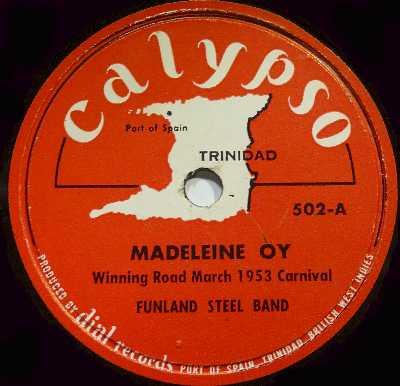 calypso
Port of Spain
TRINIDAD
502-A
MADELEINE OY
Winning Road March 1953 Carnival
FUNLAND STEEL BAND
PRODUCED BY dial records PORT OF SPAIN, TRINIDAD, BRITISH WEST INDIES